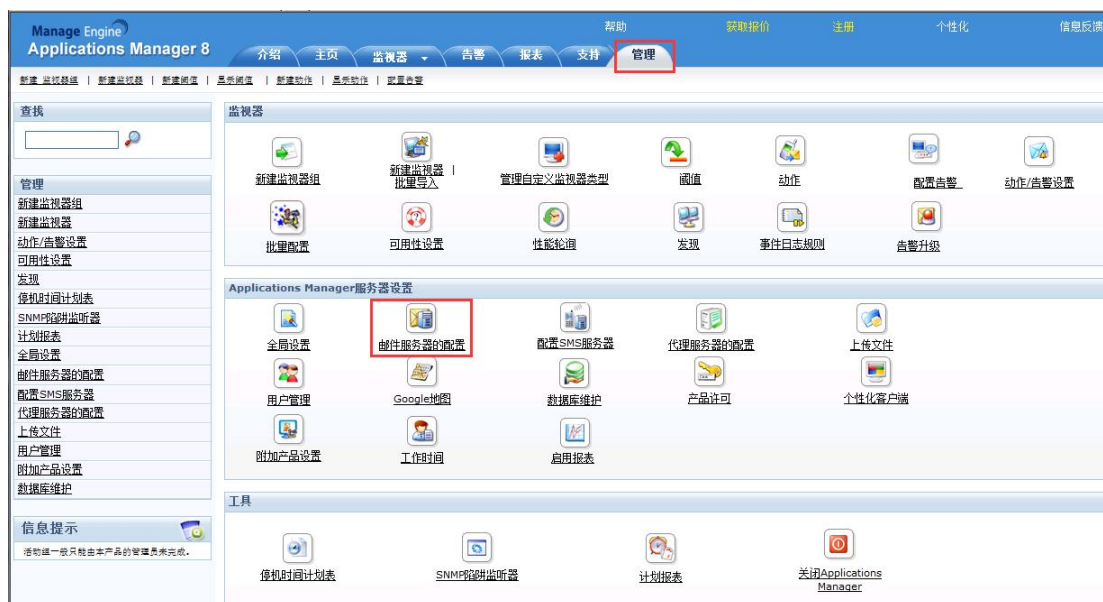 Manage Engine
Applications Manager 8
帮助
获取报价
注册
个性化
信息反馈
介绍
主页
监视器
告警
报表
支持
管理
新建 监视器组 | 新建监视器 | 新建阈值 | 显示阈值 | 新建动作 | 显示动作 | 配置告警
查找
管理
新建监视器组
新建监视器
动作/告警设置
可用性设置
发现
停机时间计划表
SNMP陷阱监听器
计划报表
全局设置
邮件服务器的配置
配置SMS服务器
代理服务器的配置
上传文件
用户管理
附加产品设置
数据库维护
信息提示
活动组一般只能由本产品的管理员来完成。
监视器
新建监视器组
新建监视器 |
批量导入
管理自定义监视器类型
阈值
动作
配置告警
动作/告警设置
批量配置
可用性设置
性能轮询
发现
事件日志规则
告警升级
Applications Manager服务器设置
全局设置
邮件服务器的配置
配置SMS服务器
代理服务器的配置
上传文件
用户管理
Google地图
数据库维护
产品许可
个性化客户端
附加产品设置
工作时间
启用报表
工具
停机时间计划表
SNMP陷阱监听器
计划报表
关闭Applications
Manager